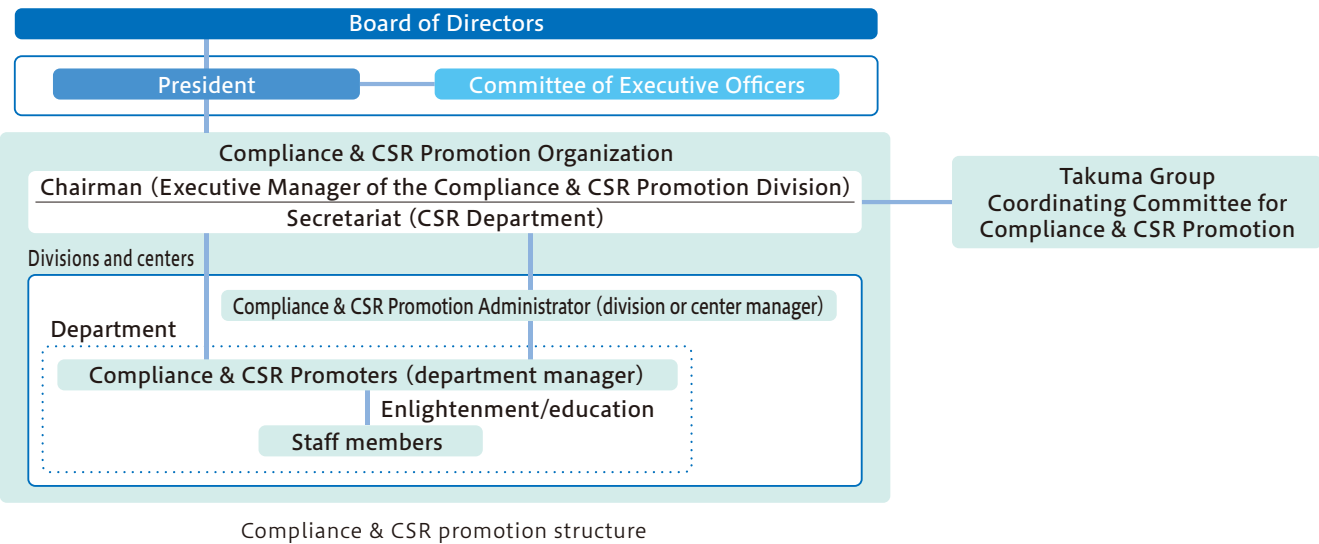 Board of Directors
President
Committee of Executive Officers
Compliance & CSR Promotion Organization
Chairman (Executive Manager of the Compliance & CSR Promotion Division)
Secretariat (CSR Department)
Takuma Group
Coordinating Committee for
Compliance & CSR Promotion
Divisions and centers
Compliance & CSR Promotion Administrator (division or center manager)
Department
Compliance & CSR Promoters (department manager)
Enlightenment/education
Staff members
Compliance & CSR promotion structure